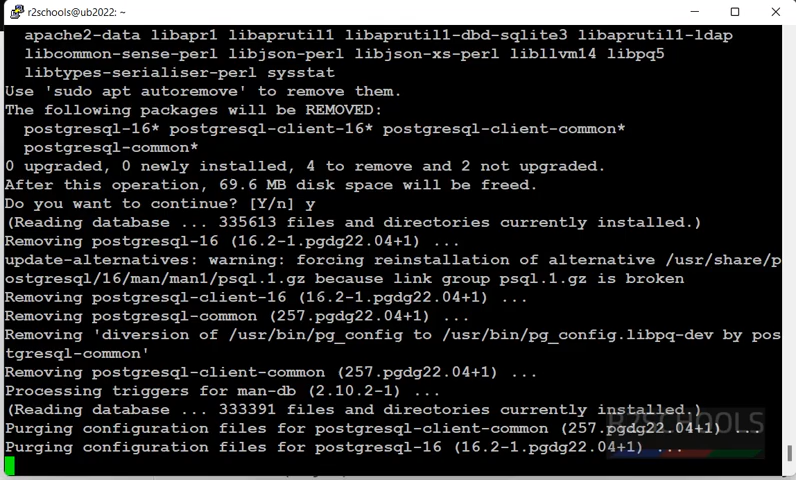 r2schools@ub2022: ~
apache2-data libapr1 libaprutil1 libaprutil1-dbd-sqlite3 libaprutil1-ldap
libcommon-sense-perl libjson-perl libjson-xs-perl libllvm14 libpq5
libtypes-serialiser-perl sysstat
Use 'sudo apt autoremove' to remove them.
The following packages will be REMOVED:
postgresql-16* postgresql-client-16* postgresql-client-common*
postgresql-common*
0 upgraded, 0 newly installed, 4 to remove and 2 not upgraded.
After this operation, 69.6 MB disk space will be freed.
Do you want to continue? [Y/n] y
(Reading database ... 335613 files and directories currently installed.)
Removing postgresql-16 (16.2-1.pgdg22.04+1) ...
update-alternatives: warning: forcing reinstallation of alternative /usr/share/p
ostgresql/16/man/man1/psql.1.gz because link group psql.1.gz is broken
Removing postgresql-client-16 (16.2-1.pgdg22.04+1) ...
Removing postgresql-common (257.pgdg22.04+1) ...
Removing 'diversion of /usr/bin/pg_config to /usr/bin/pg_config.libpq-dev by pos
tgresql-common'
Removing postgresql-client-common (257.pgdg22.04+1) ...
Processing triggers for man-db (2.10.2-1) ...
(Reading database ... 333391 files and directories currently installed.)
Purging configuration files for postgresql-client-common (257.pgdg22.04+1) ...
Purging configuration files for postgresql-16 (16.2-1.pgdg22.04+1) ...
R2SCHOOLS